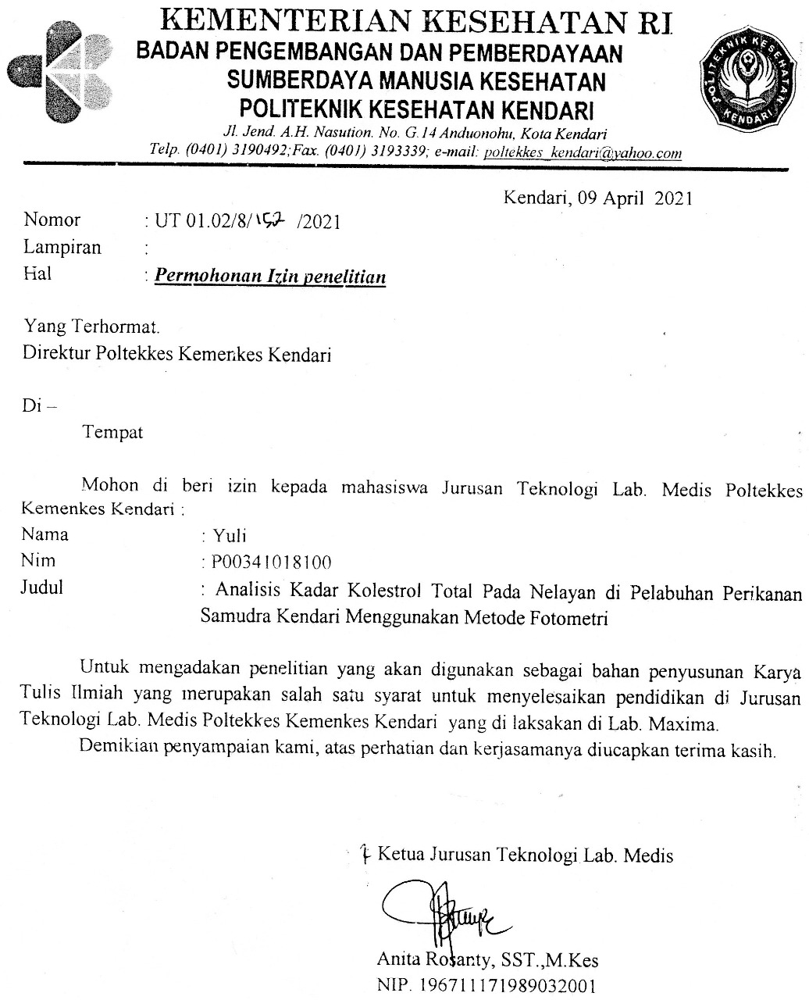 KEMENTERIAN KESEHATAN RI
BADAN PENGEMBANGAN DAN PEMBERDAYAAN
SUMBERDAYA MANUSIA KESEHATAN
POLITEKNIK KESEHATAN KENDARI
Jl. Jend. A.H. Nasution. No. G.14 Anduonohu, Kota Kendari
Telp. (0401) 3190492;Fax. (0401) 3193339; e-mail: poltekkes_kendari@yahoo.com
POLITEKNIK KESEHATAN
KENDARI
Kendari, 09 April 2021
Nomor : UT 01.02/8/157 /2021
Lampiran :
Hal : Permohonan Izin penelitian
Yang Terhormat.
Direktur Poltekkes Kemenkes Kendari
Di –
Tempat
Mohon di beri izin kepada mahasiswa Jurusan Teknologi Lab. Medis Poltekkes
Kemenkes Kendari :
Nama : Yuli
Nim : P00341018100
Judul : Analisis Kadar Kolestrol Total Pada Nelayan di Pelabuhan Perikanan
Samudra Kendari Menggunakan Metode Fotometri
Untuk mengadakan penelitian yang akan digunakan sebagai bahan penyusunan Karya
Tulis Ilmiah yang merupakan salah satu syarat untuk menyelesaikan pendidikan di Jurusan
Teknologi Lab. Medis Poltekkes Kemenkes Kendari yang di laksakan di Lab. Maxima.
Demikian penyampaian kami, atas perhatian dan kerjasamanya diucapkan terima kasih.
Ketua Jurusan Teknologi Lab. Medis
Anita Rosanty, SST.,M.Kes
NIP. 196711171989032001